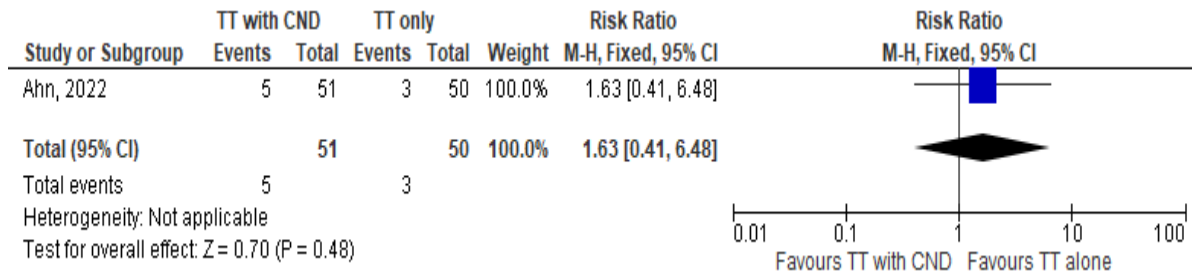 TT with CND TT only Risk Ratio Risk Ratio
Study or Subgroup Events Total Events Total Weight M-H, Fixed, 95% CI M-H, Fixed, 95% CI
Ahn, 2022 5 51 3 50 100.0% 1.63 [0.41, 6.48]
Total (95% CI) 51 50 100.0% 1.63 [0.41, 6.48]
Total events 5 3
Heterogeneity: Not applicable
Test for overall effect: Z = 0.70 (P = 0.48)
0.01 0.1 1 10 100
Favours TT with CND Favours TT alone